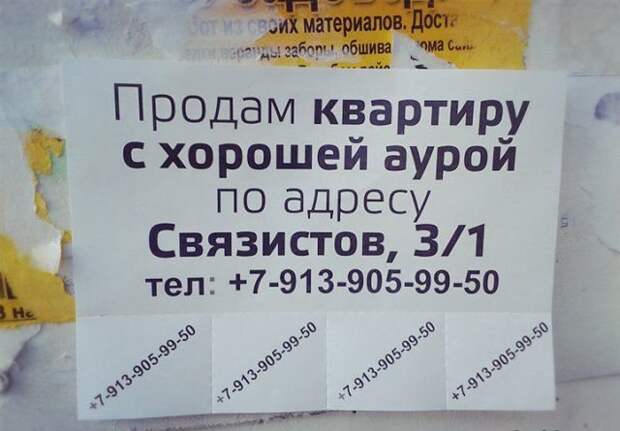 из своих материалов.
заборы,
Продам квартиру
с хорошей аурой
по адресу
Связистов, 3/1
тел: +7-913-905-99-50
+7-913-905-99-50
+7-913-905-99-50
+7-913-905-99-50
+7-913-905-99-50